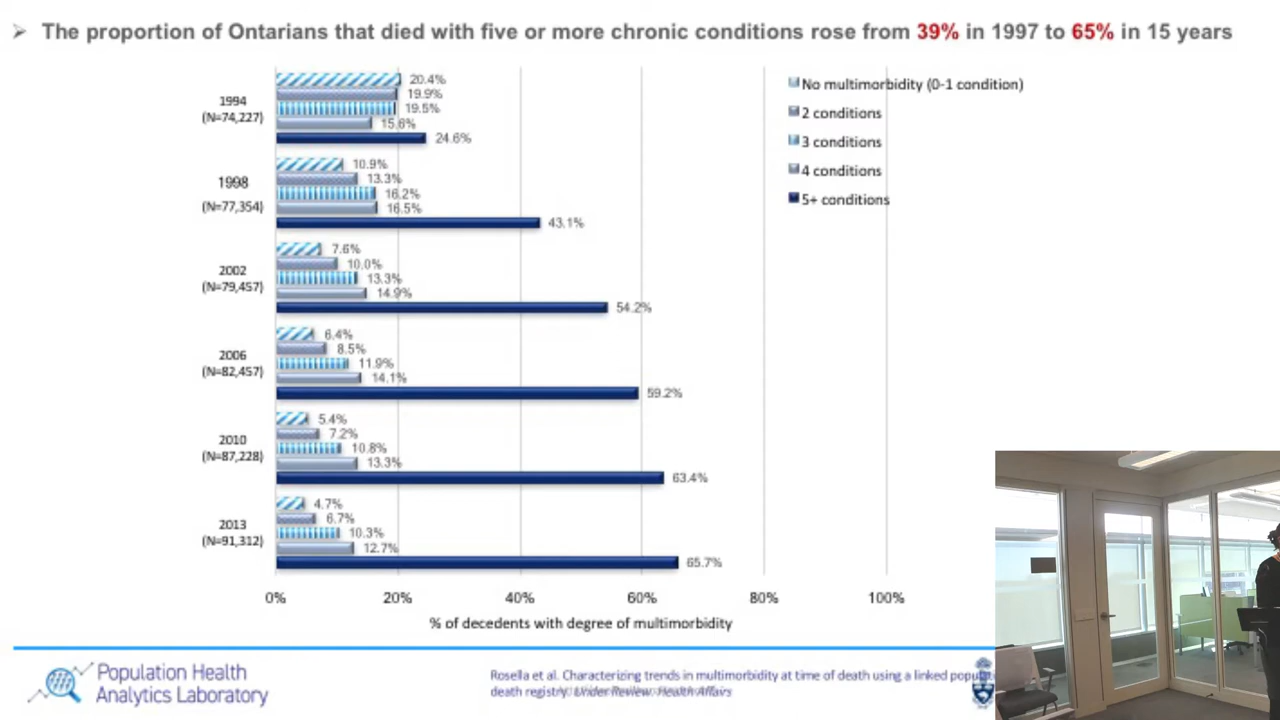 The proportion of Ontarians that died with five or more chronic conditions rose from 39% in 1997 to 65% in 15 years
1994
(N=74,227)
20.4%
19.9%
19.5%
15.6%
24.6%
1998
(N=77,354)
10.9%
13.3%
16.2%
16.5%
43.1%
2002
(N=79,457)
7.6%
10.0%
13.3%
14.9%
54.2%
2006
(N=82,457)
6.4%
8.5%
11.9%
14.1%
59.2%
2010
(N=87,228)
5.4%
7.2%
10.8%
13.3%
63.4%
2013
(N=91,312)
4.7%
6.7%
10.3%
12.7%
65.7%
0% 20% 40% 60% 80% 100%
% of decedents with degree of multimorbidity
No multimorbidity (0-1 condition)
2 conditions
3 conditions
4 conditions
5+ conditions
Population Health
Analytics Laboratory
Rosella et al. Characterizing trends in multimorbidity at time of death using a linked
death registry. Under Review. Health Affairs